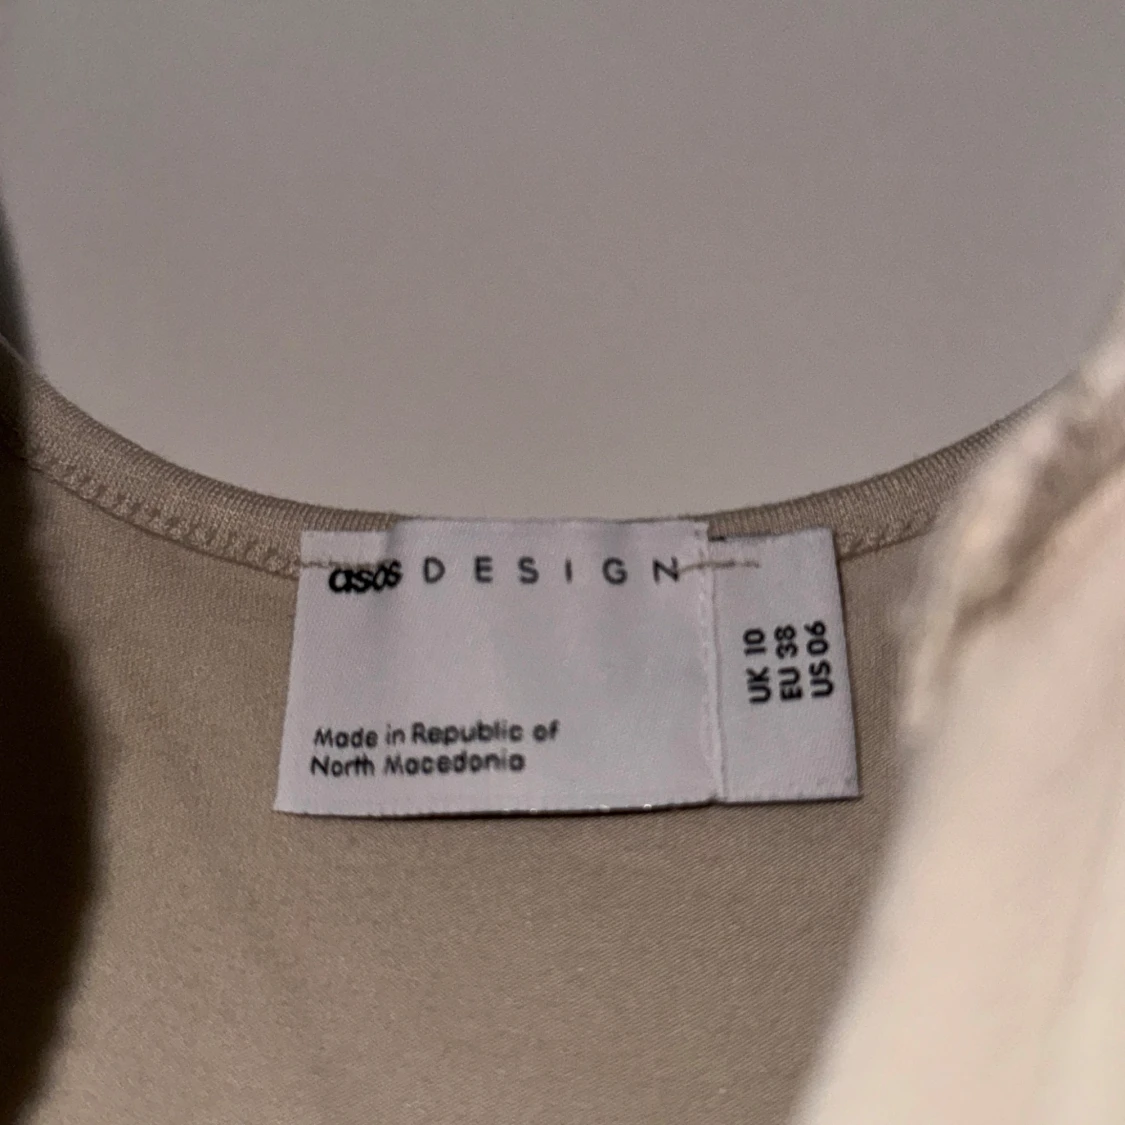 asos DESIGN
Made in Republic of
North Macedonia
UK 10
EU 38
US 06